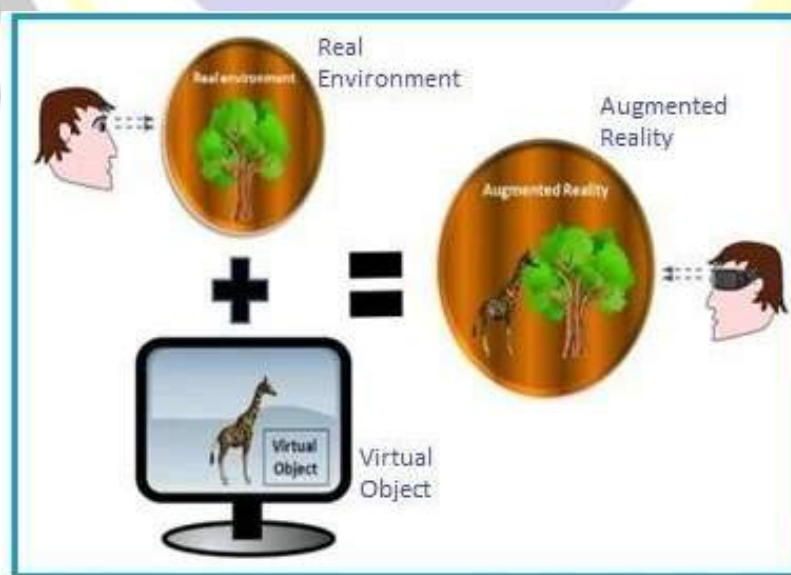 Real
Environment
Real environment
Augmented
Reality
Augmented Reality
Virtual
Object
Virtual
Object